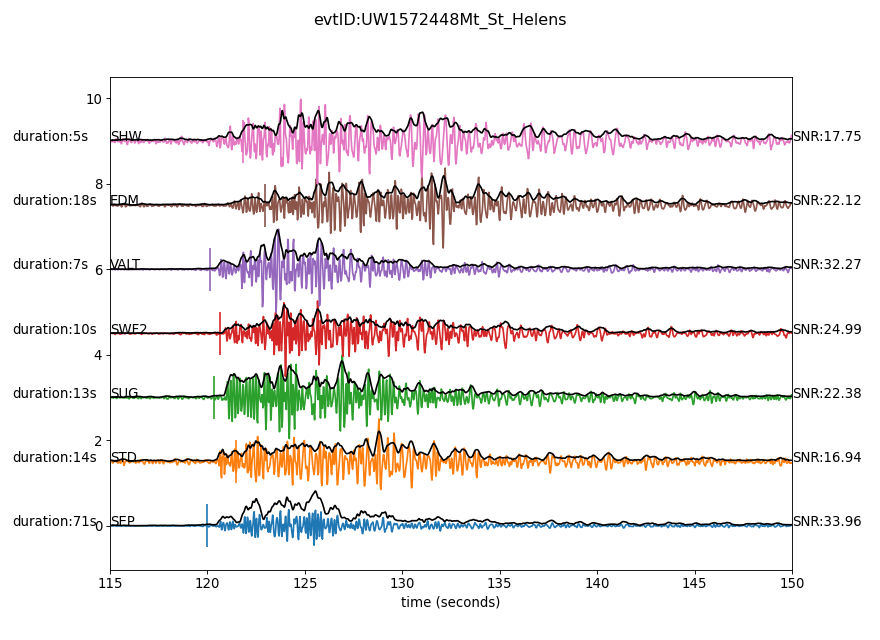 evtID:UW1572448Mt_St_Helens
10
duration:5s SHW SNR:17.75
8
duration:18s EDM SNR:22.12
duration:7s VALT SNR:32.27
6
duration:10s SWF2 SNR:24.99
4
duration:13s SUG SNR:22.38
2
duration:14s STD SNR:16.94
duration:71s SEP SNR:33.96
0
115 120 125 130 135 140 145 150
time (seconds)